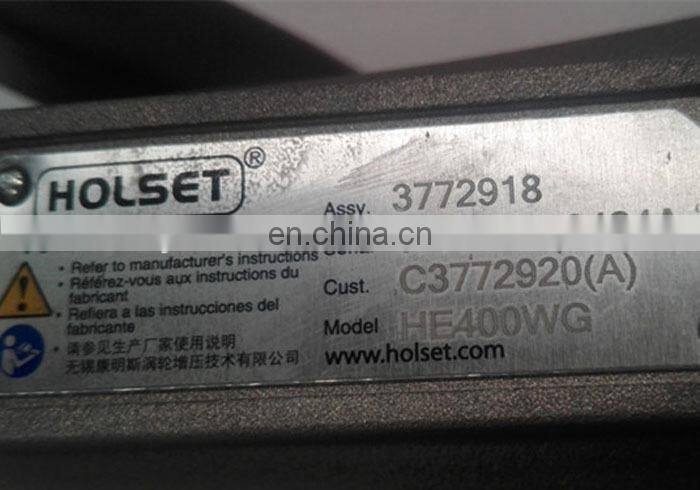 HOLSET®
Assy. 3772918
en.china.cn
• Refer to manufacturer's instructions
• Référez-vous aux instructions du
fabricant
• Refiera a las instrucciones del
fabricante
• 请参见生产厂家使用说明
无锡康明斯涡轮增压技术有限公司
Cust. C3772920(A)
Model HE400WG
www.holset.com